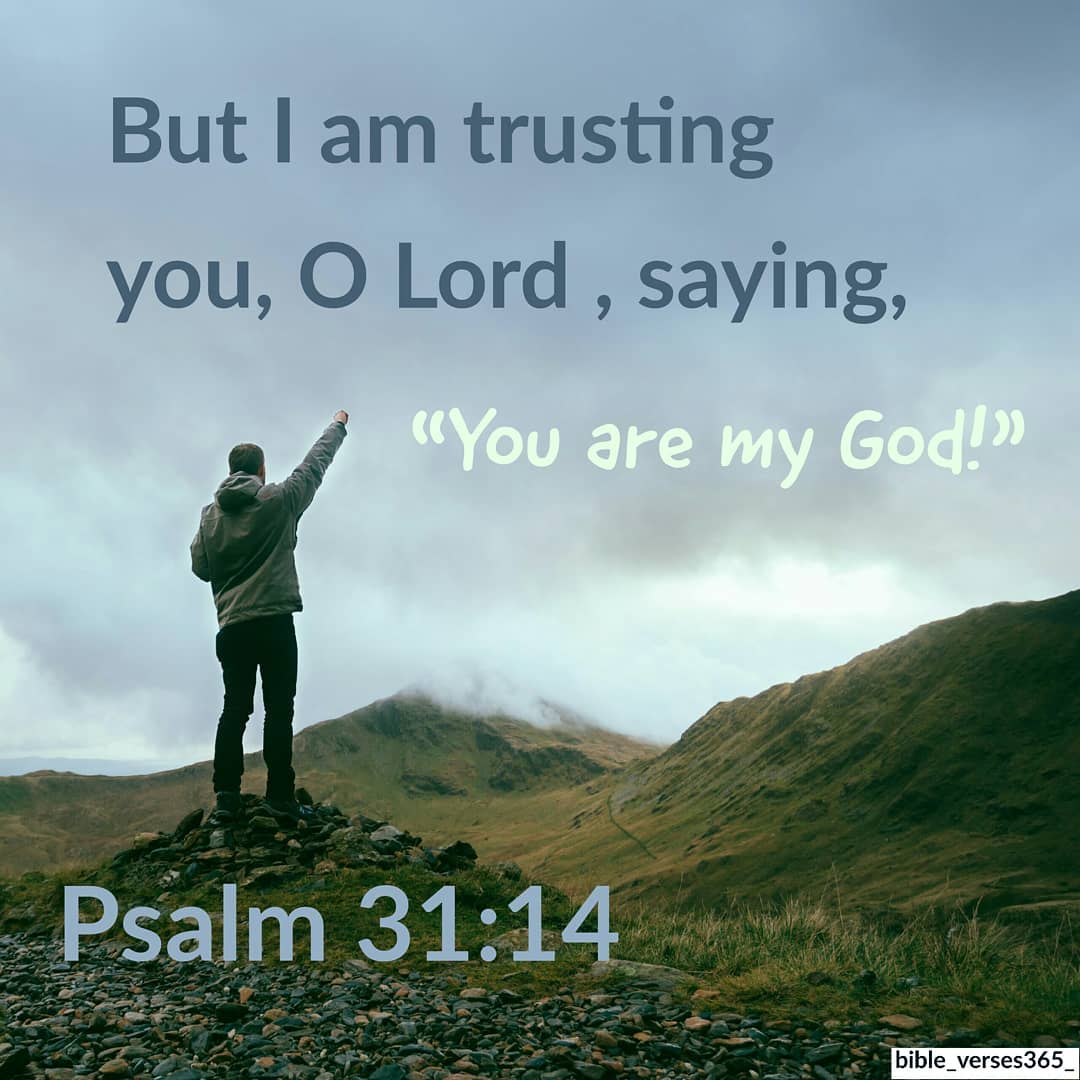 But I am trusting
you, O Lord , saying,
“You are my God!”
Psalm 31:14
bible_verses365_